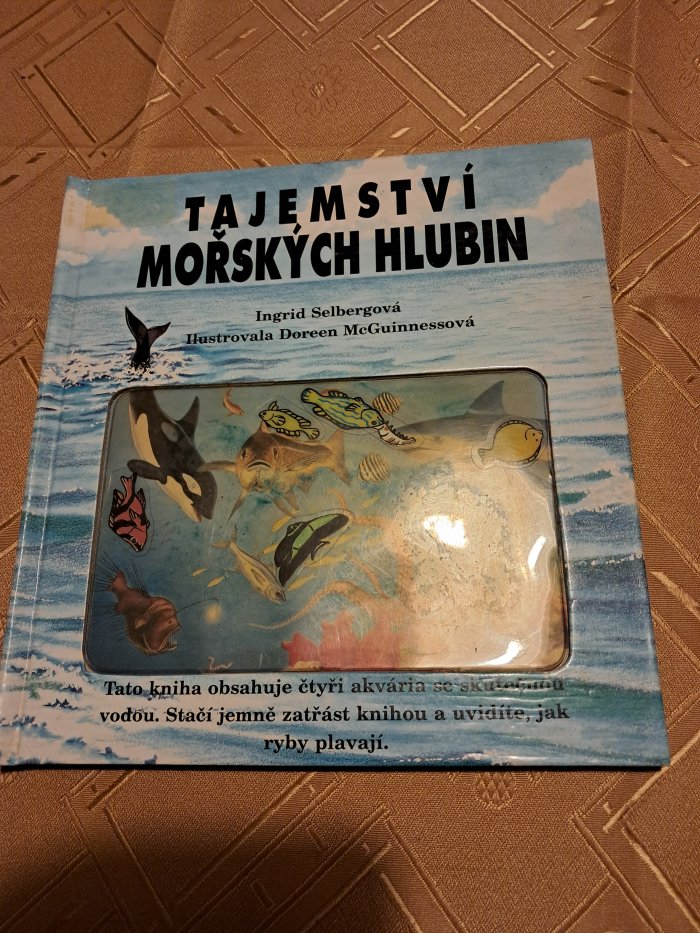 TAJEMSTVÍ
MOŘSKÝCH HLUBIN
Ingrid Selbergová
Ilustrovala Doreen McGuinnessová
Tato kniha obsahuje čtyři akvária se skutečnou
vodou. Stačí jemně zatřást knihou a uvidíte, jak
ryby plavají.